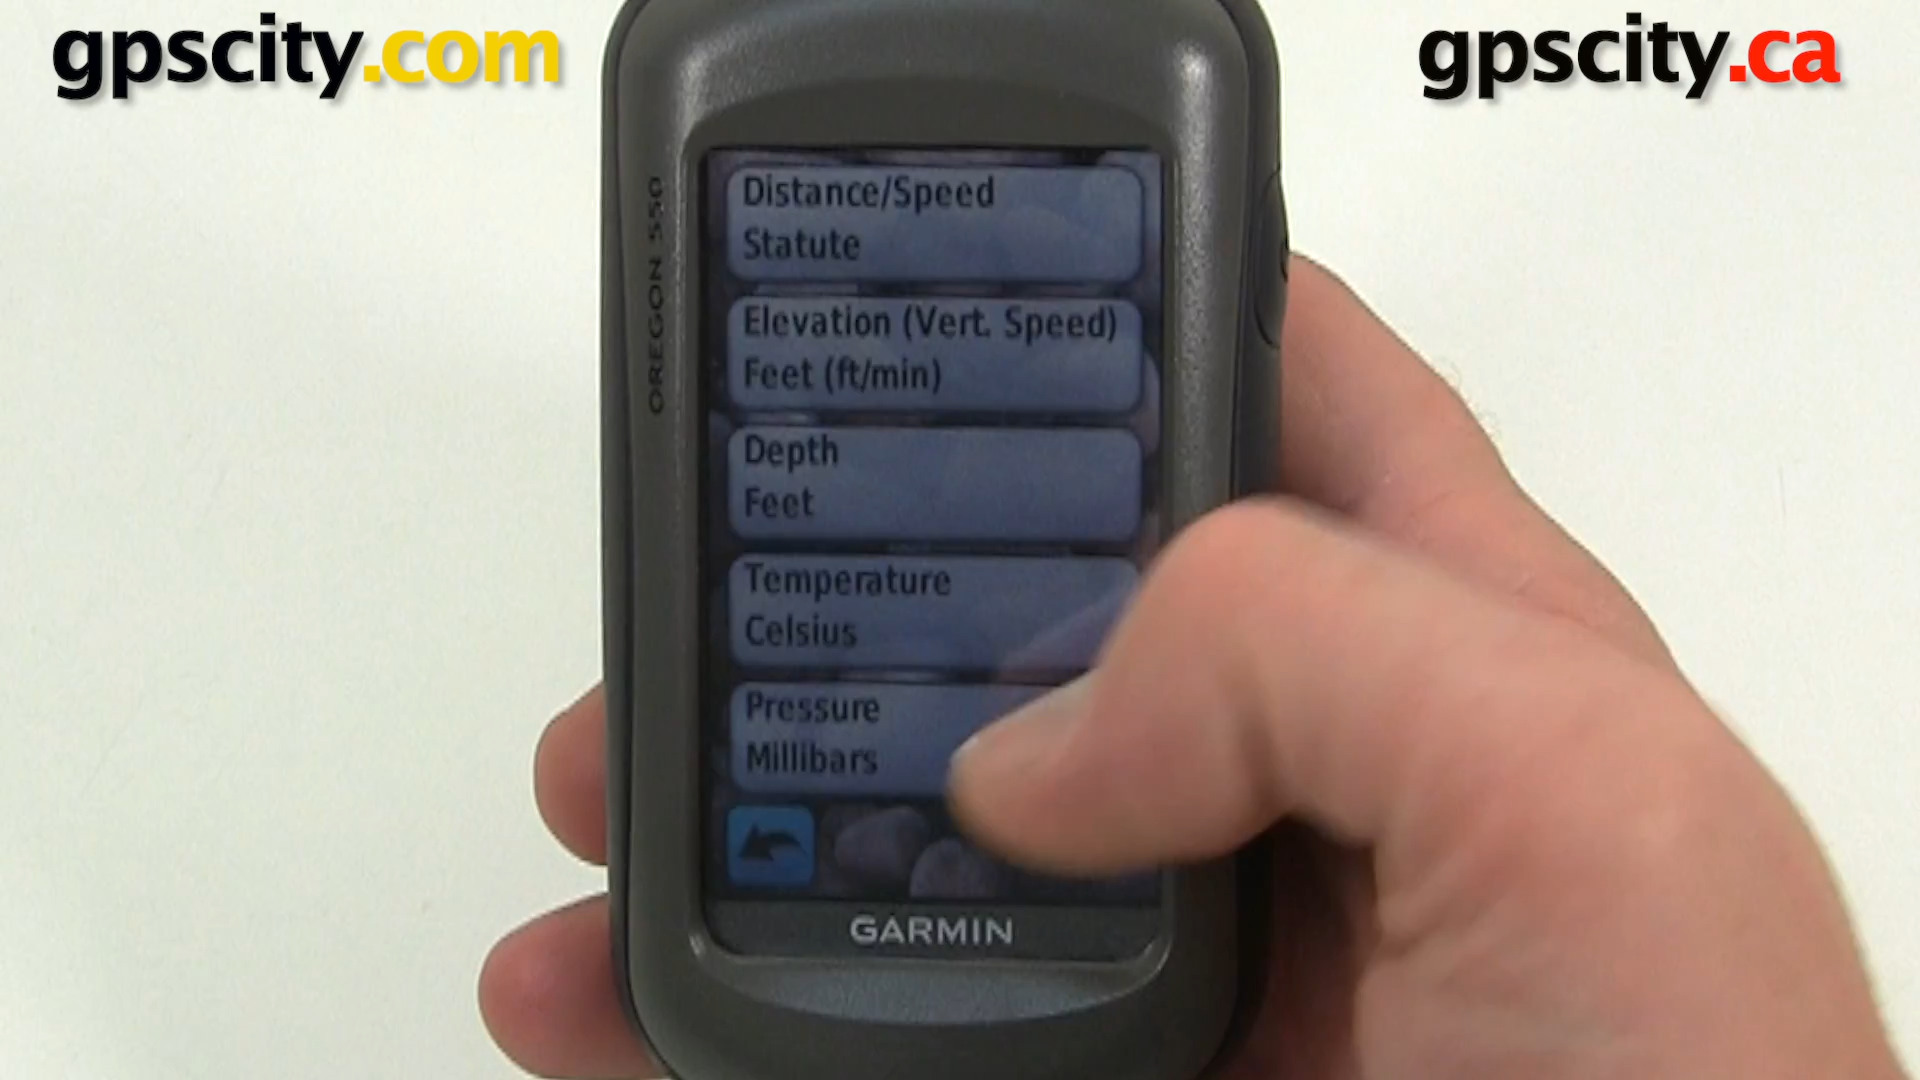 gpscity.com
gpscity.ca
OREGON 550
Distance/Speed
Statute
Elevation (Vert. Speed)
Feet (ft/min)
Depth
Feet
Temperature
Celsius
Pressure
Millibars
GARMIN